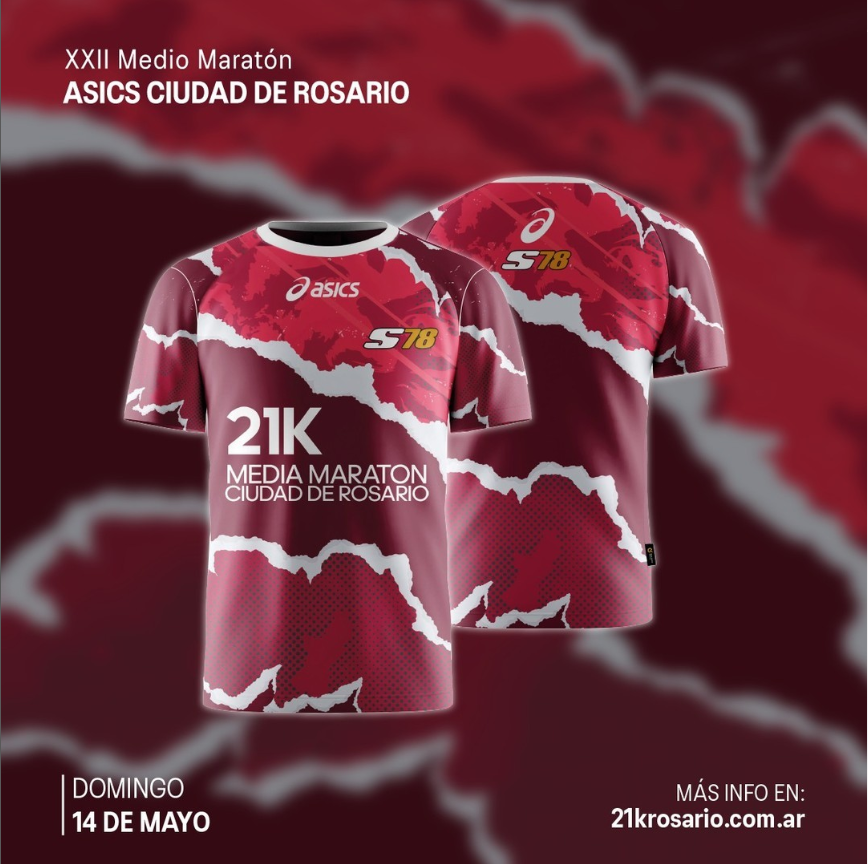 XXII Medio Maratón
ASICS CIUDAD DE ROSARIO
asics
S78
S78
21K
MEDIA MARATON
CIUDAD DE ROSARIO
DOMINGO
14 DE MAYO
MÁS INFO EN:
21krosario.com.ar